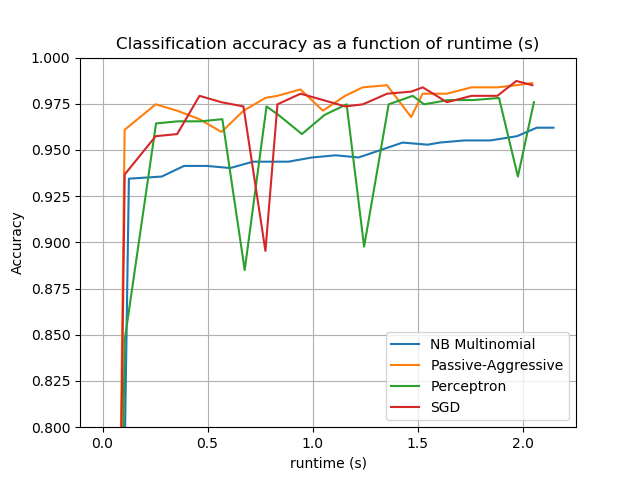 Classification accuracy as a function of runtime (s)
1.000
0.975
0.950
0.925
0.900
0.875
0.850
0.825
0.800
Accuracy
0.0
0.5
1.0
1.5
2.0
runtime (s)
NB Multinomial
Passive-Aggressive
Perceptron
SGD